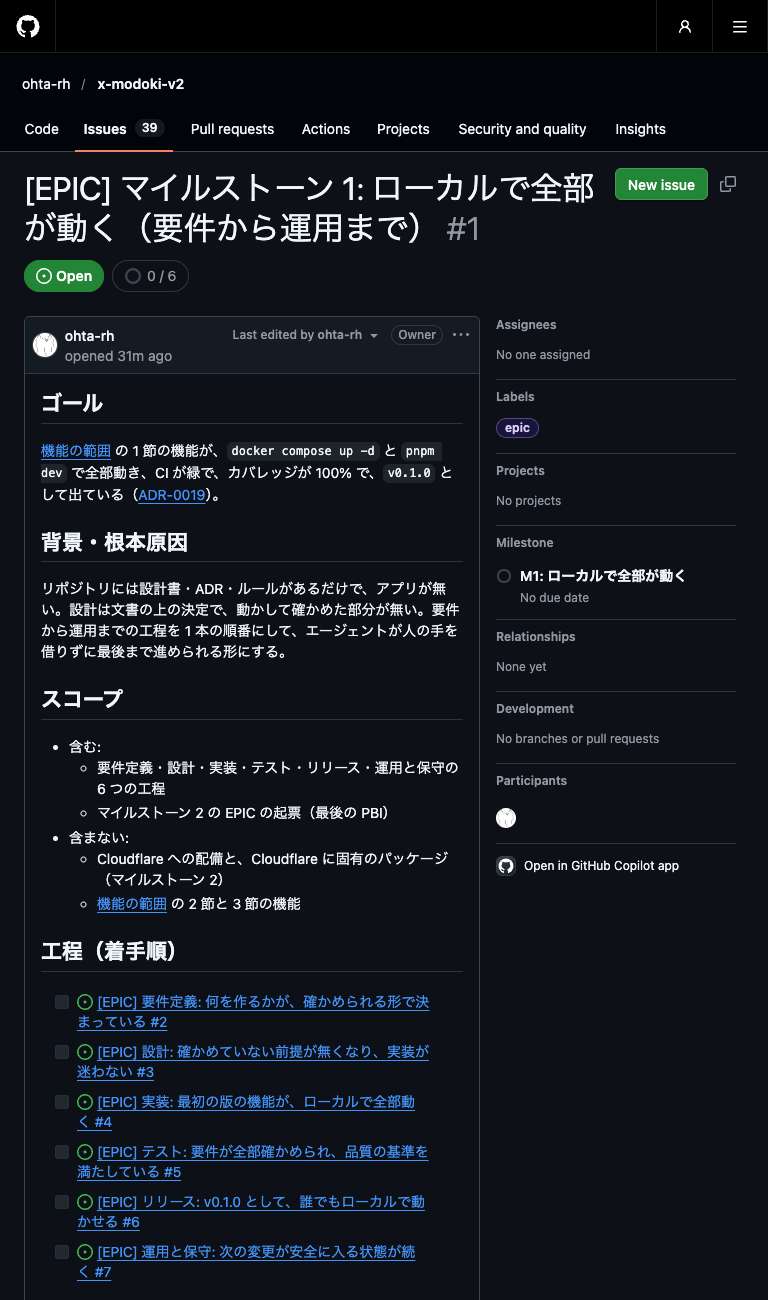 ohta-rh / x-modoki-v2
Code Issues 39 Pull requests Actions Projects Security and quality Insights
[EPIC] マイルストーン 1: ローカルで全部
が動く（要件から運用まで） #1
New issue
Open 0 / 6
ohta-rh
opened 31m ago
Last edited by ohta-rh
Owner
ゴール
機能の範囲 の 1 節の機能が、 docker compose up -d と pnpm
dev で全部動き、CI が緑で、カバレッジが 100% で、 v0.1.0 と
して出ている（ADR-0019）。
背景・根本原因
リポジトリには設計書・ADR・ルールがあるだけで、アプリが無
い。設計は文書の上の決定で、動かして確かめた部分が無い。要件
から運用までの工程を 1 本の順番にして、エージェントが人の手を
借りずに最後まで進められる形にする。
スコープ
含む:
要件定義・設計・実装・テスト・リリース・運用と保守の
6 つの工程
マイルストーン 2 の EPIC の起票（最後の PBI）
含まない:
Cloudflare への配備と、Cloudflare に固有のパッケージ
（マイルストーン 2）
機能の範囲 の 2 節と 3 節の機能
工程（着手順）
[EPIC] 要件定義: 何を作るかが、確かめられる形で決
まっている #2
[EPIC] 設計: 確かめていない前提が無くなり、実装が
迷わない #3
[EPIC] 実装: 最初の版の機能が、ローカルで全部動
く #4
[EPIC] テスト: 要件が全部確かめられ、品質の基準を
満たしている #5
[EPIC] リリース: v0.1.0 として、誰でもローカルで動
かせる #6
[EPIC] 運用と保守: 次の変更が安全に入る状態が続
く #7
Assignees
No one assigned
Labels
epic
Projects
No projects
Milestone
M1: ローカルで全部が動く
No due date
Relationships
None yet
Development
No branches or pull requests
Participants
Open in GitHub Copilot app